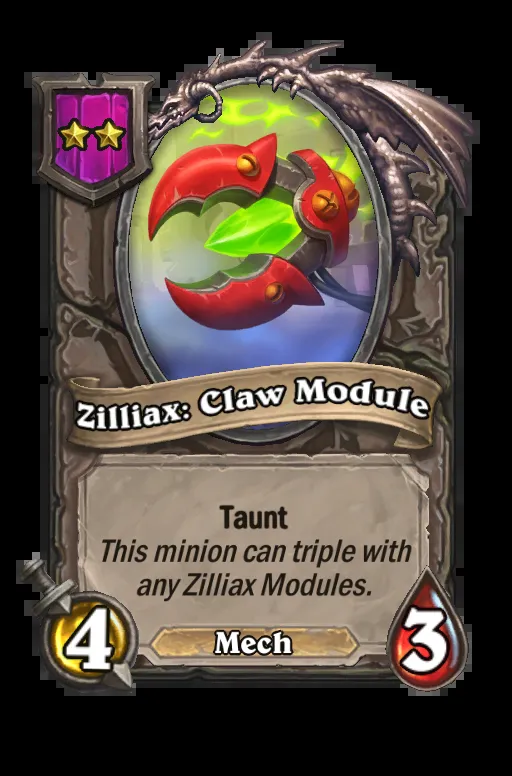 Zilliax: Claw Module
Taunt
This minion can triple with
any Zilliax Modules.
4
Mech
3